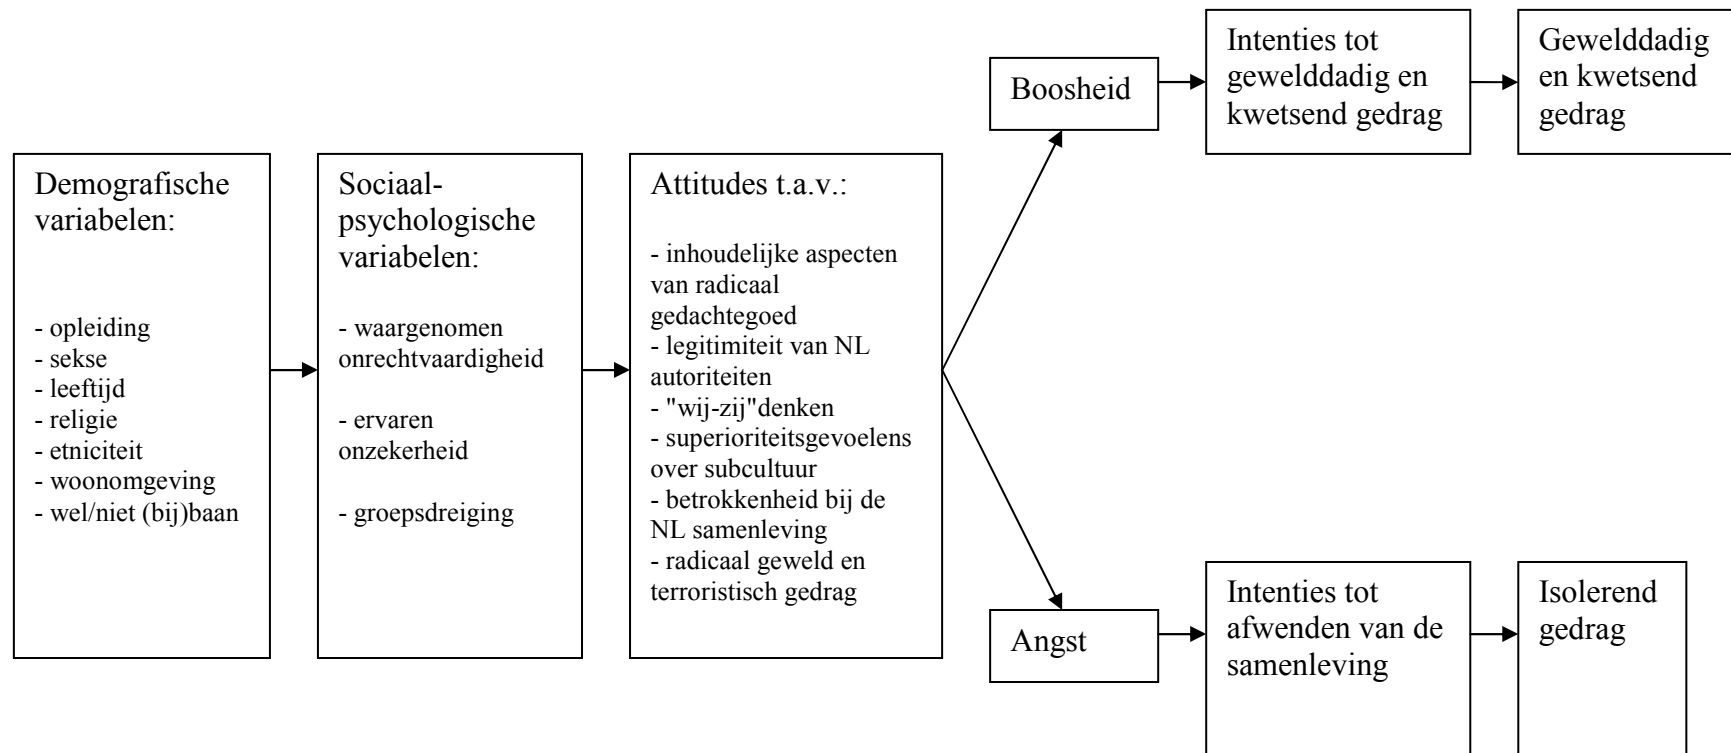 Demografische
variabelen:
- opleiding
- sekse
- leeftijd
- religie
- etniciteit
- woonomgeving
- wel/niet (bij)baan
Sociaal-
psychologische
variabelen:
- waargenomen
onrechtvaardigheid
- ervaren
onzekerheid
- groepsdreiging
Attitudes t.a.v.:
- inhoudelijke aspecten
van radicaal
gedachtegoed
- legitimiteit van NL
autoriteiten
- "wij-zij"denken
- superioriteitsgevoelens
over subcultuur
- betrokkenheid bij de
NL samenleving
- radicaal geweld en
terroristisch gedrag
Boosheid
Intenties tot
gewelddadig en
kwetsend gedrag
Gewelddadig
en kwetsend
gedrag
Angst
Intenties tot
afwenden van de
samenleving
Isolerend
gedrag